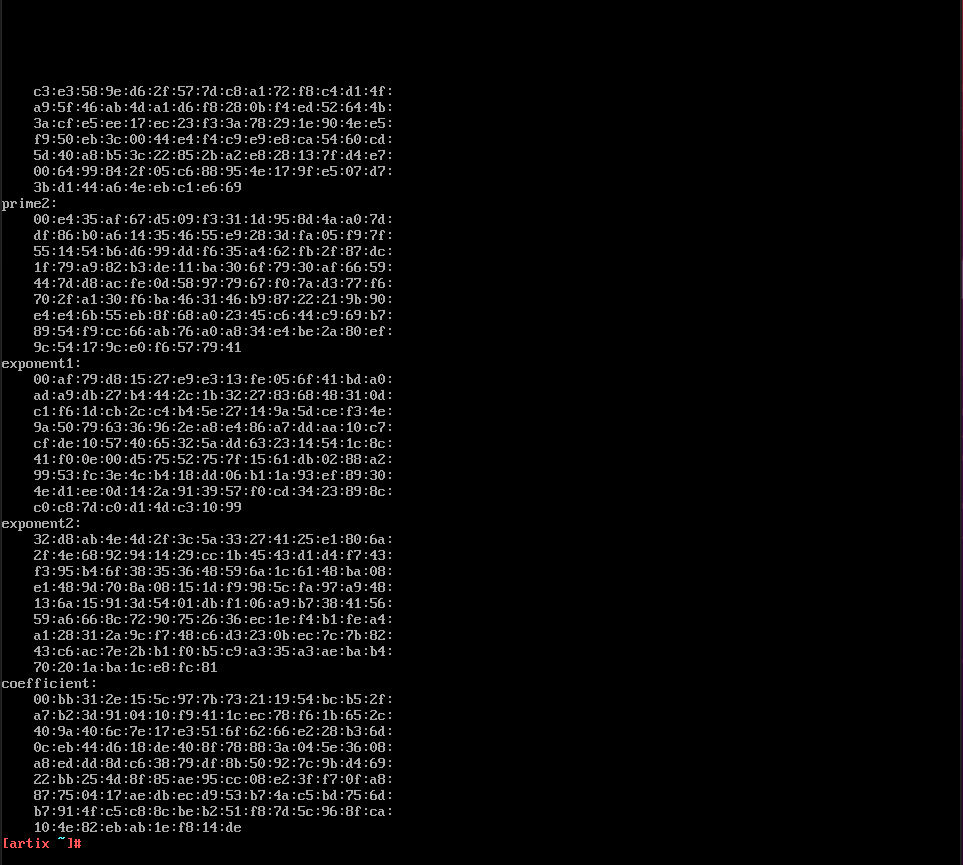 c3:e3:58:9e:d6:2f:57:7d:c8:a1:72:f8:c4:d1:4f:
a9:5f:46:ab:4d:a1:d6:f8:28:0b:f4:ed:52:64:4b:
3a:cf:e5:ee:17:ec:23:f3:3a:78:29:1e:90:4e:e5:
f9:50:eb:3c:00:44:e4:f4:c9:e9:e8:ca:54:60:cd:
5d:40:a8:b5:3c:22:85:2b:a2:e8:28:13:7f:d4:e7:
00:64:99:84:2f:05:c6:88:95:4e:17:9f:e5:07:d7:
3b:d1:44:a6:4e:eb:c1:e6:69
prime2:
00:e4:35:af:67:d5:09:f3:31:1d:95:8d:4a:a0:7d:
df:86:b0:a6:14:35:46:55:e9:28:3d:fa:05:f9:7f:
55:14:54:b6:d6:99:dd:f6:35:a4:62:fb:2f:87:dc:
1f:79:a9:82:b3:de:11:ba:30:6f:79:30:af:66:59:
44:7d:d8:ac:fe:0d:58:97:79:67:f0:7a:d3:77:f6:
70:2f:a1:30:f6:ba:46:31:46:b9:87:22:21:9b:90:
e4:e4:6b:55:eb:8f:68:a0:23:45:c6:44:c9:69:b7:
89:54:f9:cc:66:ab:76:a0:a8:34:e4:be:2a:80:ef:
9c:54:17:9c:e0:f6:57:79:41
exponent1:
00:af:79:d8:15:27:e9:e3:13:fe:05:6f:41:bd:a0:
ad:a9:db:27:b4:44:2c:1b:32:27:83:68:48:31:0d:
c1:f6:1d:cb:2c:c4:b4:5e:27:14:9a:5d:ce:f3:4e:
9a:50:79:63:36:96:2e:a8:e4:86:a7:dd:aa:10:c7:
cf:de:10:57:40:65:32:5a:dd:63:23:14:54:1c:8c:
41:f0:0e:00:d5:75:52:75:7f:15:61:db:02:88:a2:
99:53:fc:3e:4c:b4:18:dd:06:b1:1a:93:ef:89:30:
4e:d1:ee:0d:14:2a:91:39:57:f0:cd:34:23:89:8c:
c0:c8:7d:c0:d1:4d:c3:10:99
exponent2:
32:d8:ab:4e:4d:2f:3c:5a:33:27:41:25:e1:80:6a:
2f:4e:68:92:94:14:29:cc:1b:45:43:d1:d4:f7:43:
f3:95:b4:6f:38:35:36:48:59:6a:1c:61:48:ba:08:
e1:48:9d:70:8a:08:15:1d:f9:98:5c:fa:97:a9:48:
13:6a:15:91:3d:54:01:db:f1:06:a9:b7:38:41:56:
59:a6:66:8c:72:90:75:26:36:ec:1e:f4:b1:fe:a4:
a1:28:31:2a:9c:f7:48:c6:d3:23:0b:ec:7c:7b:82:
43:c6:ac:7e:2b:b1:f0:b5:c9:a3:35:a3:ae:ba:b4:
70:20:1a:ba:1c:e8:fc:81
coefficient:
00:bb:31:2e:15:5c:97:7b:73:21:19:54:bc:b5:2f:
a7:b2:3d:91:04:10:f9:41:1c:ec:78:f6:1b:65:2c:
40:9a:40:6c:7e:17:e3:51:6f:62:66:e2:28:b3:6d:
0c:eb:44:d6:18:de:40:8f:78:88:3a:04:5e:36:08:
a8:ed:dd:8d:c6:38:79:df:8b:50:92:7c:9b:d4:69:
22:bb:25:4d:8f:85:ae:95:cc:08:e2:3f:f7:0f:a8:
87:75:04:17:ae:db:ec:d9:53:b7:4a:c5:bd:75:6d:
b7:91:4f:c5:c8:8c:be:b2:51:f8:7d:5c:96:8f:ca:
10:4e:82:eb:ab:1e:f8:14:de
[artix ~]#